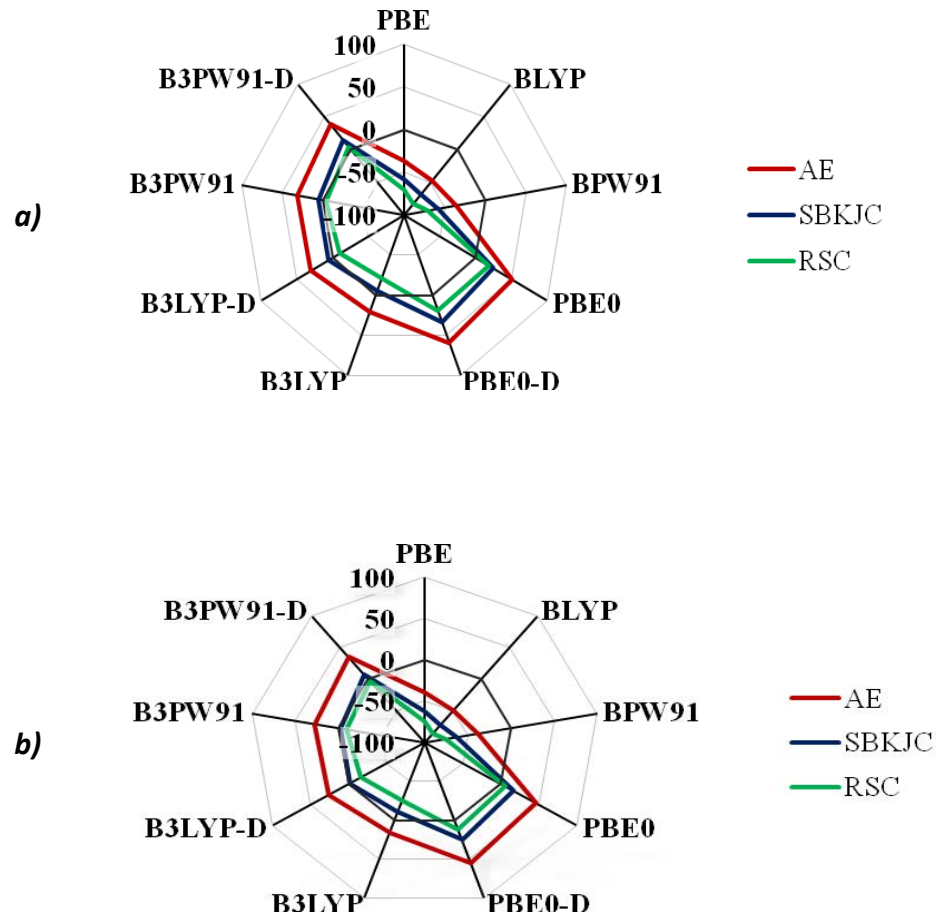 PBE
100
B3PW91-D
BLYP
50
0
B3PW91
BPW91
-50
-100
a)
B3LYP-D
PBE0
B3LYP
PBE0-D
AE
SBKJC
RSC
PBE
100
B3PW91-D
BLYP
50
0
B3PW91
BPW91
-50
-100
b)
B3LYP-D
PBE0
B3LYP
PBE0-D
AE
SBKJC
RSC